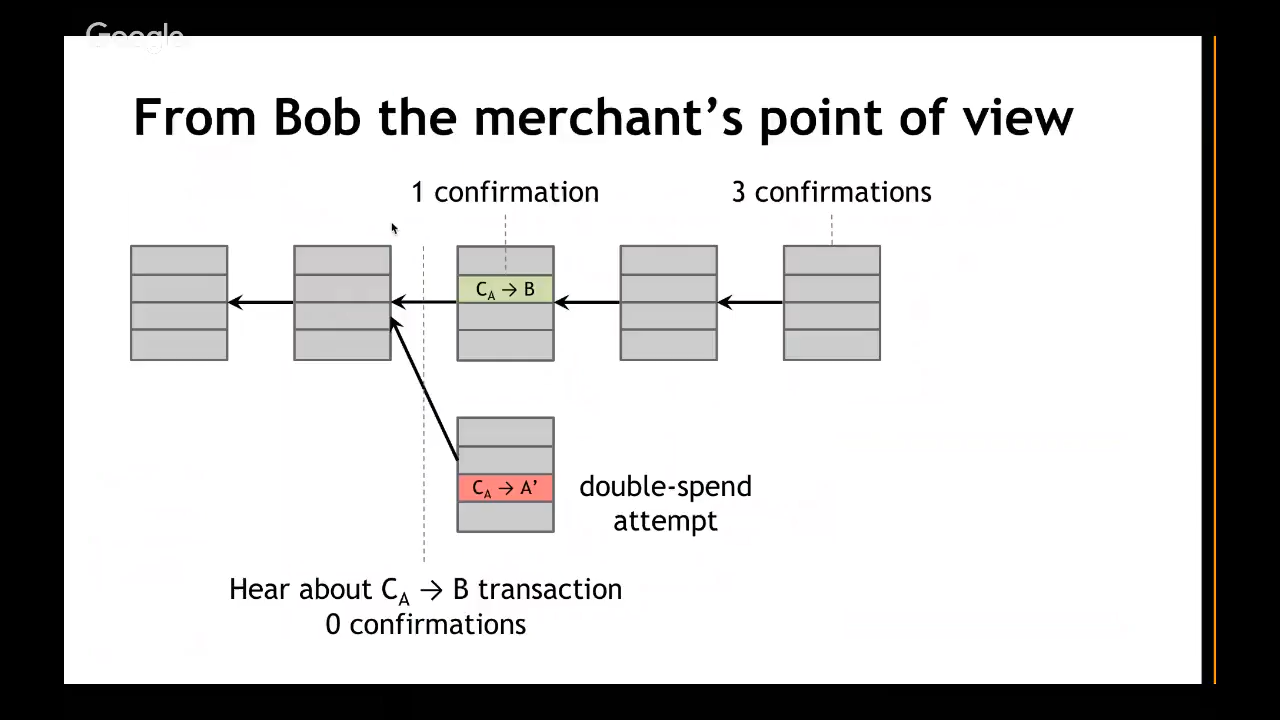 Google
From Bob the merchant’s point of view
1 confirmation
3 confirmations
CA → B
CA → A’
double-spend
attempt
Hear about CA → B transaction
0 confirmations